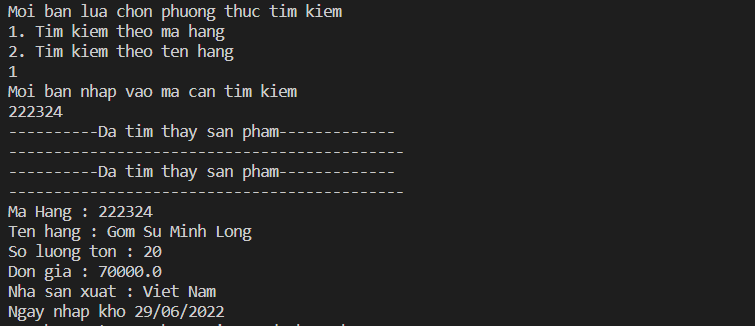 Moi ban lua chon phuong thuc tim kiem
1. Tim kiem theo ma hang
2. Tim kiem theo ten hang
1
Moi ban nhap vao ma can tim kiem
222324
----------Da tim thay san pham-------------
--------------------------------------------
----------Da tim thay san pham-------------
--------------------------------------------
Ma Hang : 222324
Ten hang : Gom Su Minh Long
So luong ton : 20
Don gia : 70000.0
Nha san xuat : Viet Nam
Ngay nhap kho 29/06/2022